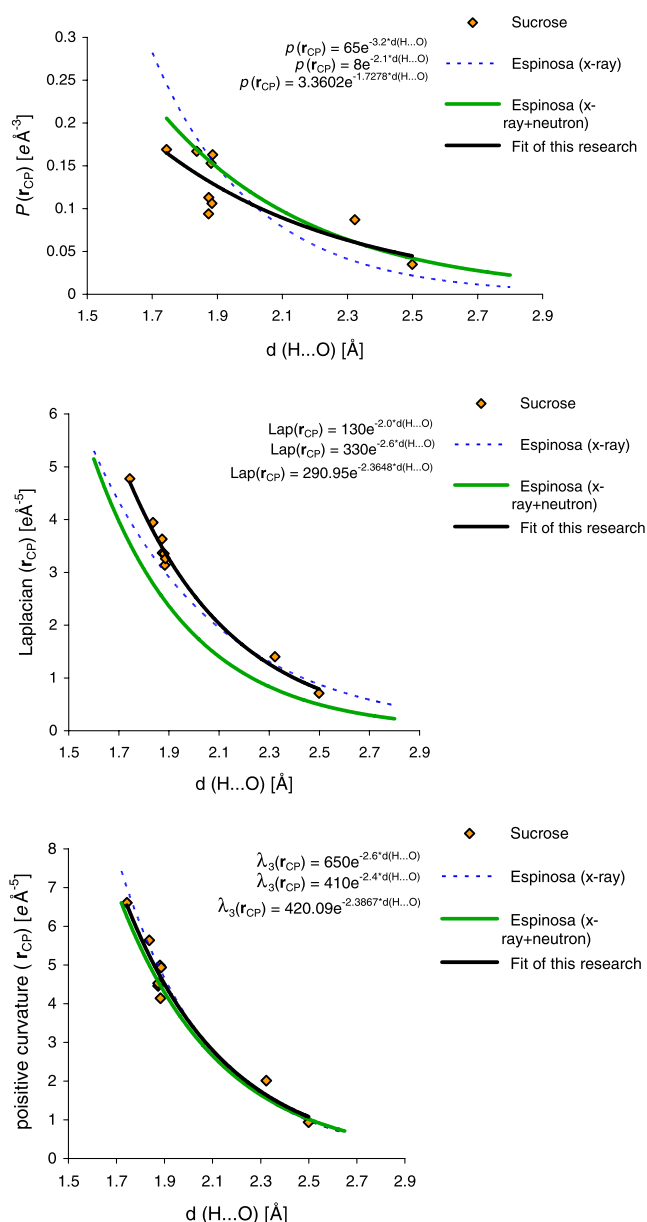 0.3
0.25
0.2
0.15
0.1
0.05
0
P (rCP) [e Å-3]
p (rCP) = 65e-3.2*d(H...O)
p (rCP) = 8e-2.1*d(H...O)
p (rCP) = 3.3602e-1.7278*d(H...O)
Sucrose
Espinosa (x-ray)
Espinosa (x-
ray+neutron)
Fit of this research
1.5 1.7 1.9 2.1 2.3 2.5 2.7 2.9
d (H...O) [Å]
6
5
4
3
2
1
0
Laplacian (rCP) [eÅ-5]
Lap(rCP) = 130e-2.0*d(H...O)
Lap(rCP) = 330e-2.6*d(H...O)
Lap(rCP) = 290.95e-2.3648*d(H...O)
Sucrose
Espinosa (x-ray)
Espinosa (x-
ray+neutron)
Fit of this research
1.5 1.7 1.9 2.1 2.3 2.5 2.7 2.9
d (H...O) [Å]
8
7
6
5
4
3
2
1
0
poisitive curvature ( rCP) [e Å-5]
λ3(rCP) = 650e-2.6*d(H...O)
λ3(rCP) = 410e-2.4*d(H...O)
λ3(rCP) = 420.09e-2.3867*d(H...O)
Sucrose
Espinosa (x-ray)
Espinosa (x-
ray+neutron)
Fit of this research
1.5 1.7 1.9 2.1 2.3 2.5 2.7 2.9
d (H...O) [Å]